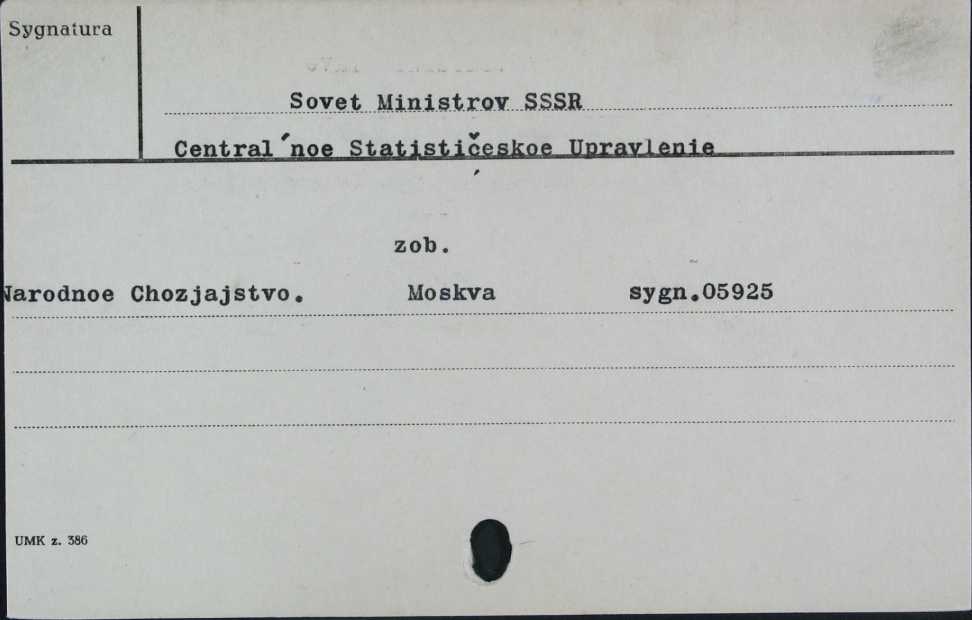 Sygnatura
Sovet Ministrov SSSR
Central´noe Statističeskoe Upravlenie
zob.
Narodnoe Chozjajstvo. Moskva sygn.05925
UMK z. 386